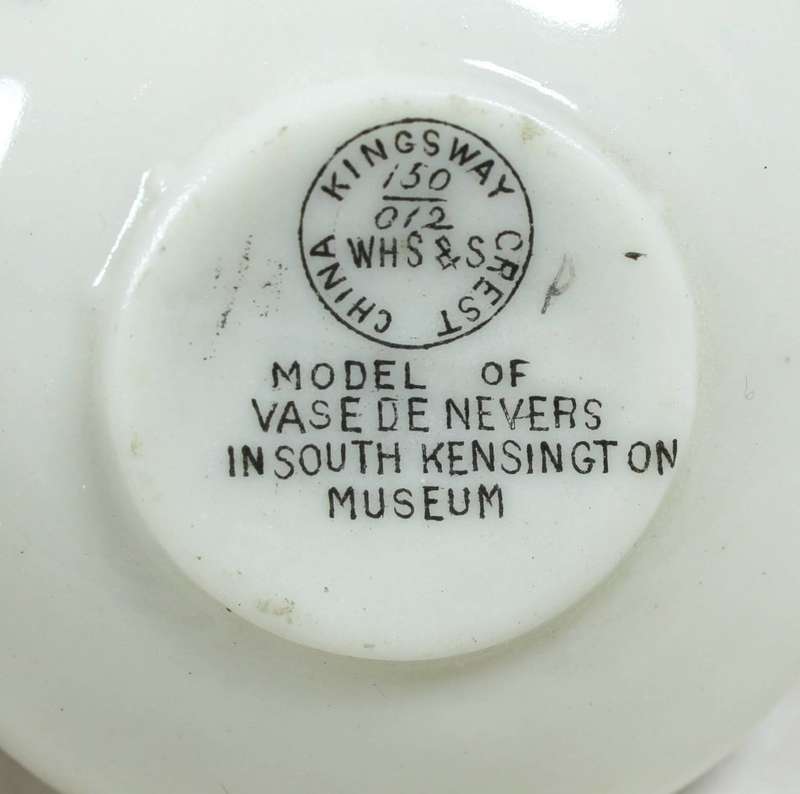 KINGSWAY CREST CHINA
150
012
WHS & S
MODEL OF
VASE DE NEVERS
IN SOUTH KENSINGTON
MUSEUM